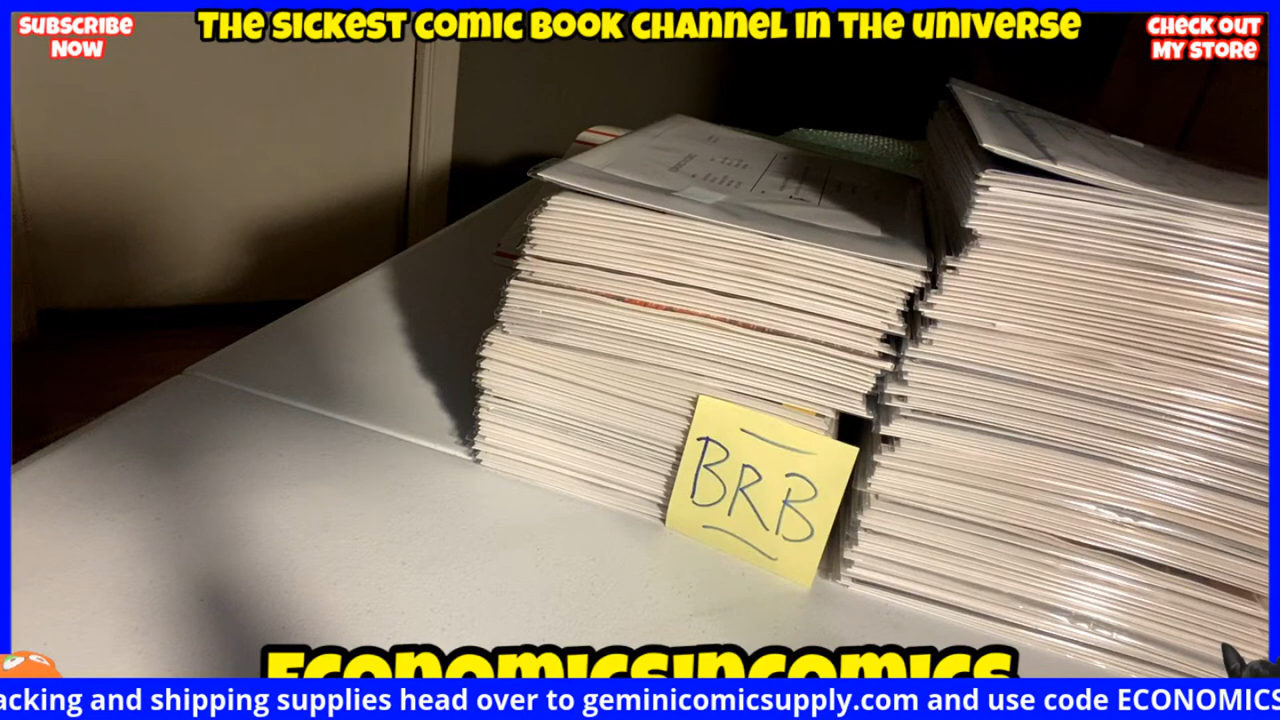 SUBSCRIBE
NOW
THE SICKEST COMIC BOOK CHANNEL IN THE UNIVERSE
CHECK OUT
MY STORE
BRB
ECONOMICSINCOMICS
acking and shipping supplies head over to geminicomicsupply.com and use code ECONOMICS